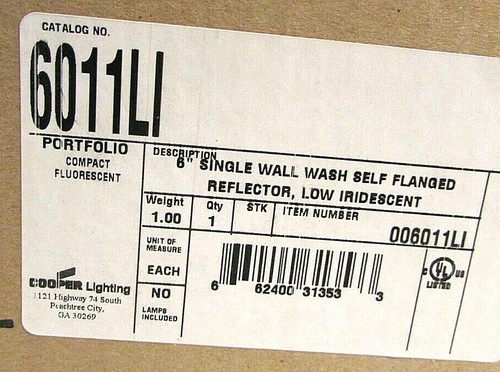 CATALOG NO.
6011LI
PORTFOLIO
COMPACT
FLUORESCENT
DESCRIPTION
6" SINGLE WALL WASH SELF FLANGED
REFLECTOR, LOW IRIDESCENT
Weight
1.00
Qty
1
STK
ITEM NUMBER
006011LI
UNIT OF
MEASURE
EACH
NO
LAMPS
INCLUDED
6 62400 31353 3
C UL US
LISTED
COOPER Lighting
1121 Highway 74 South
Peachtree City,
GA 30269